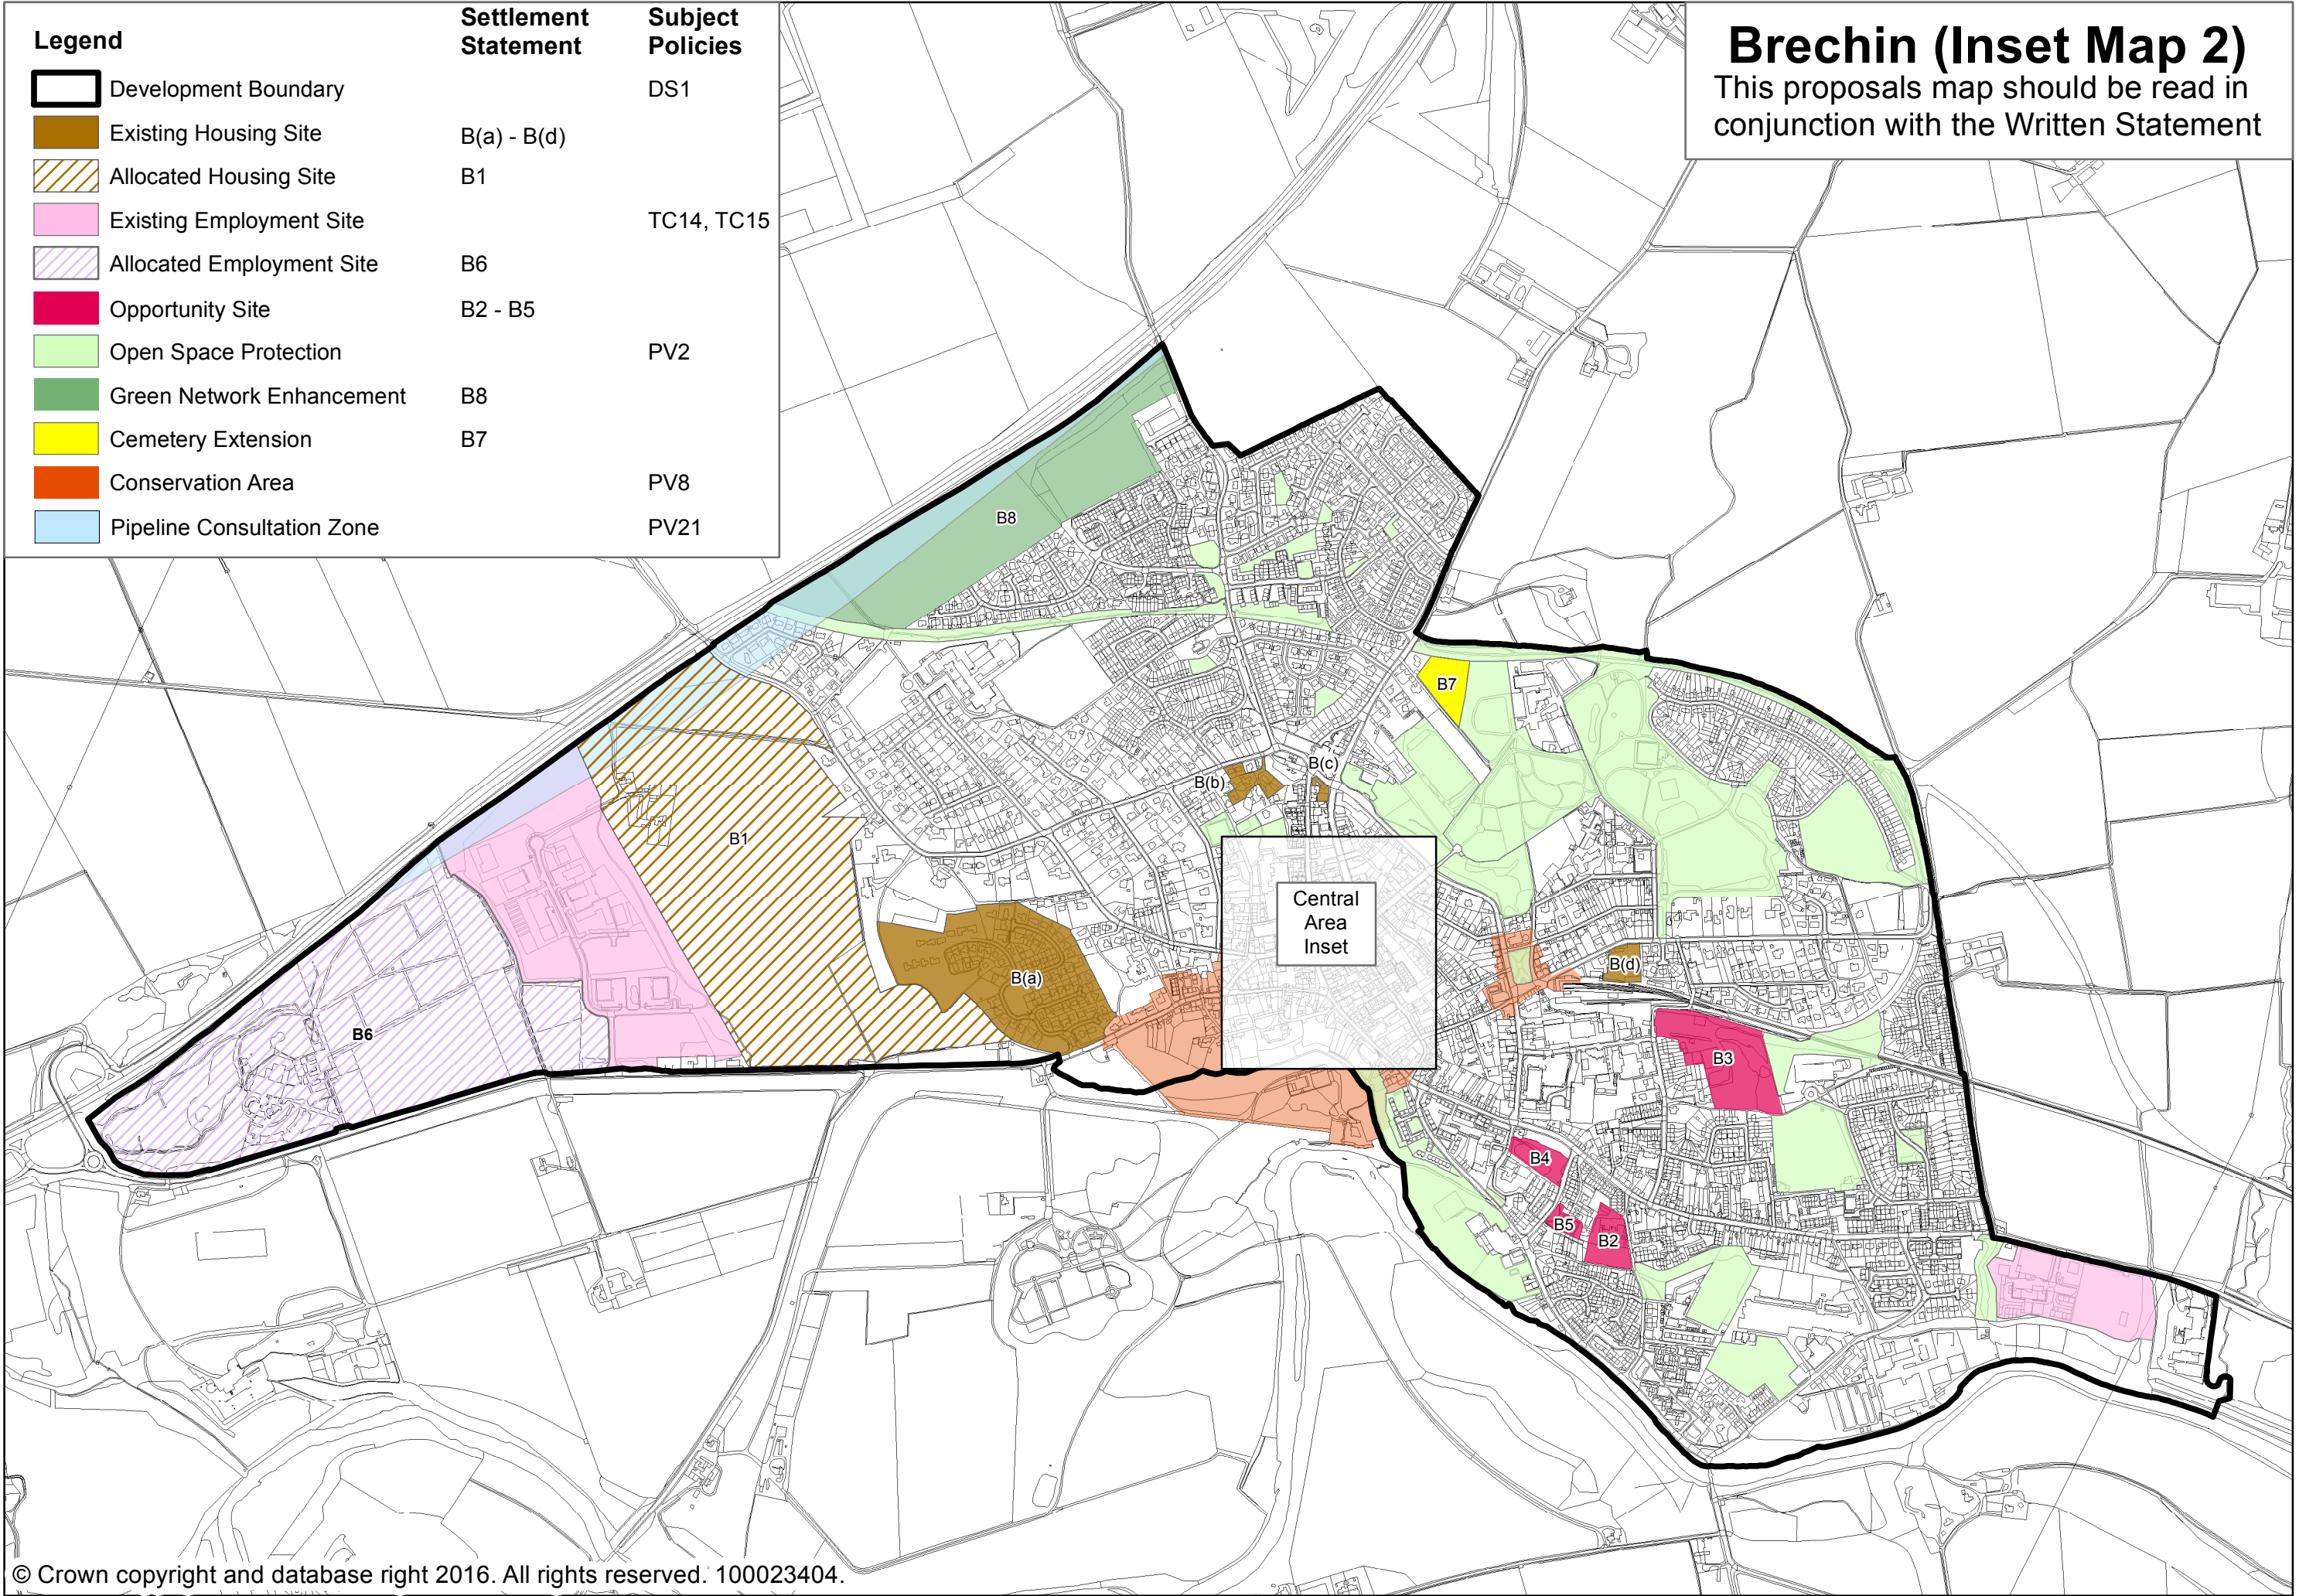 Legend
Settlement
Statement
Subject
Policies
Development Boundary DS1
Existing Housing Site B(a) - B(d)
Allocated Housing Site B1
Existing Employment Site TC14, TC15
Allocated Employment Site B6
Opportunity Site B2 - B5
Open Space Protection PV2
Green Network Enhancement B8
Cemetery Extension B7
Conservation Area PV8
Pipeline Consultation Zone PV21
Brechin (Inset Map 2)
This proposals map should be read in
conjunction with the Written Statement
B8
B7
B(c)
B(b)
B1
Central
Area
Inset
B(d)
B(a)
B6
B3
B4
B5
B2
© Crown copyright and database right 2016. All rights reserved. 100023404.